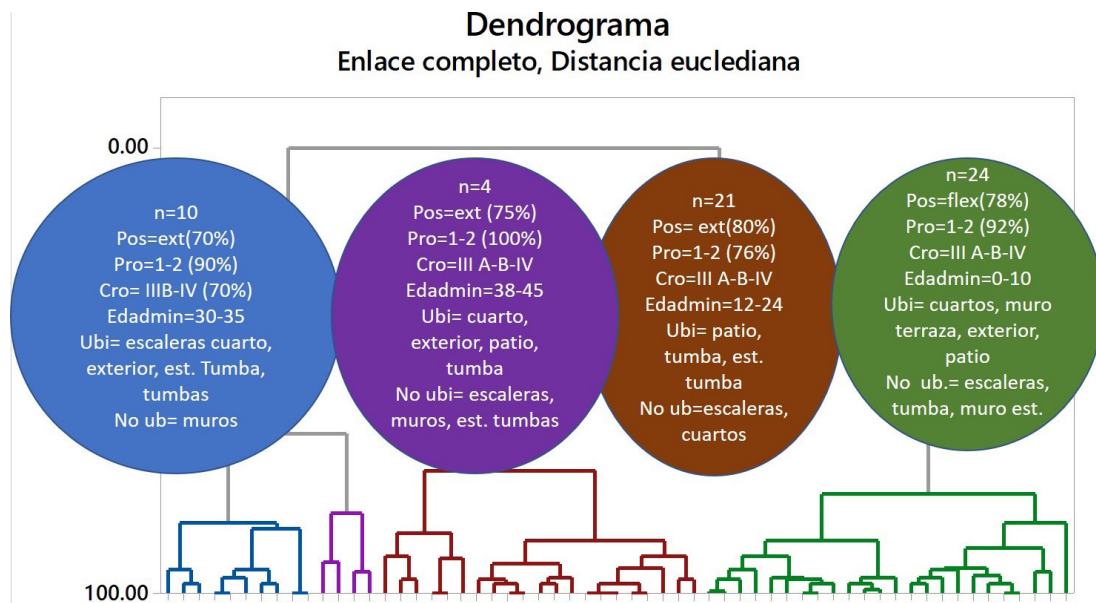 Dendrograma
Enlace completo, Distancia euclediana
0.00
n=10
Pos=ext(70%)
Pro=1-2 (90%)
Cro= IIIB-IV (70%)
Edadmin=30-35
Ubi= escaleras cuarto,
exterior, est. Tumba,
tumbas
No ubi= muros
n=4
Pos=ext (75%)
Pro=1-2 (100%)
Cro=III A-B-IV
Edadmin=38-45
Ubi= cuarto,
exterior, patio,
tumba
No ubi= escaleras,
muros, est. tumbas
n=21
Pos= ext(80%)
Pro=1-2 (76%)
Cro=III A-B-IV
Edadmin=12-24
Ubi= patio,
tumba, est.
tumba
No ub=escaleras,
cuartos
n=24
Pos=flex(78%)
Pro=1-2 (92%)
Cro=III A-B-IV
Edadmin=0-10
Ubi= cuartos, muro
terraza, exterior,
patio
No ub.= escaleras,
tumba, muro est.
100.00